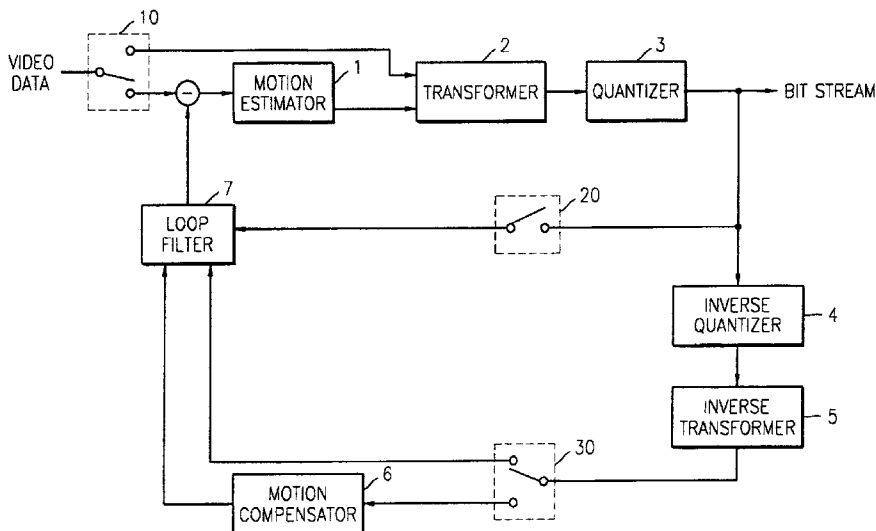 10
VIDEO
DATA
1
MOTION
ESTIMATOR
2
TRANSFORMER
3
QUANTIZER
BIT STREAM
7
LOOP
FILTER
20
INVERSE
QUANTIZER
4
INVERSE
TRANSFORMER
5
30
6
MOTION
COMPENSATOR